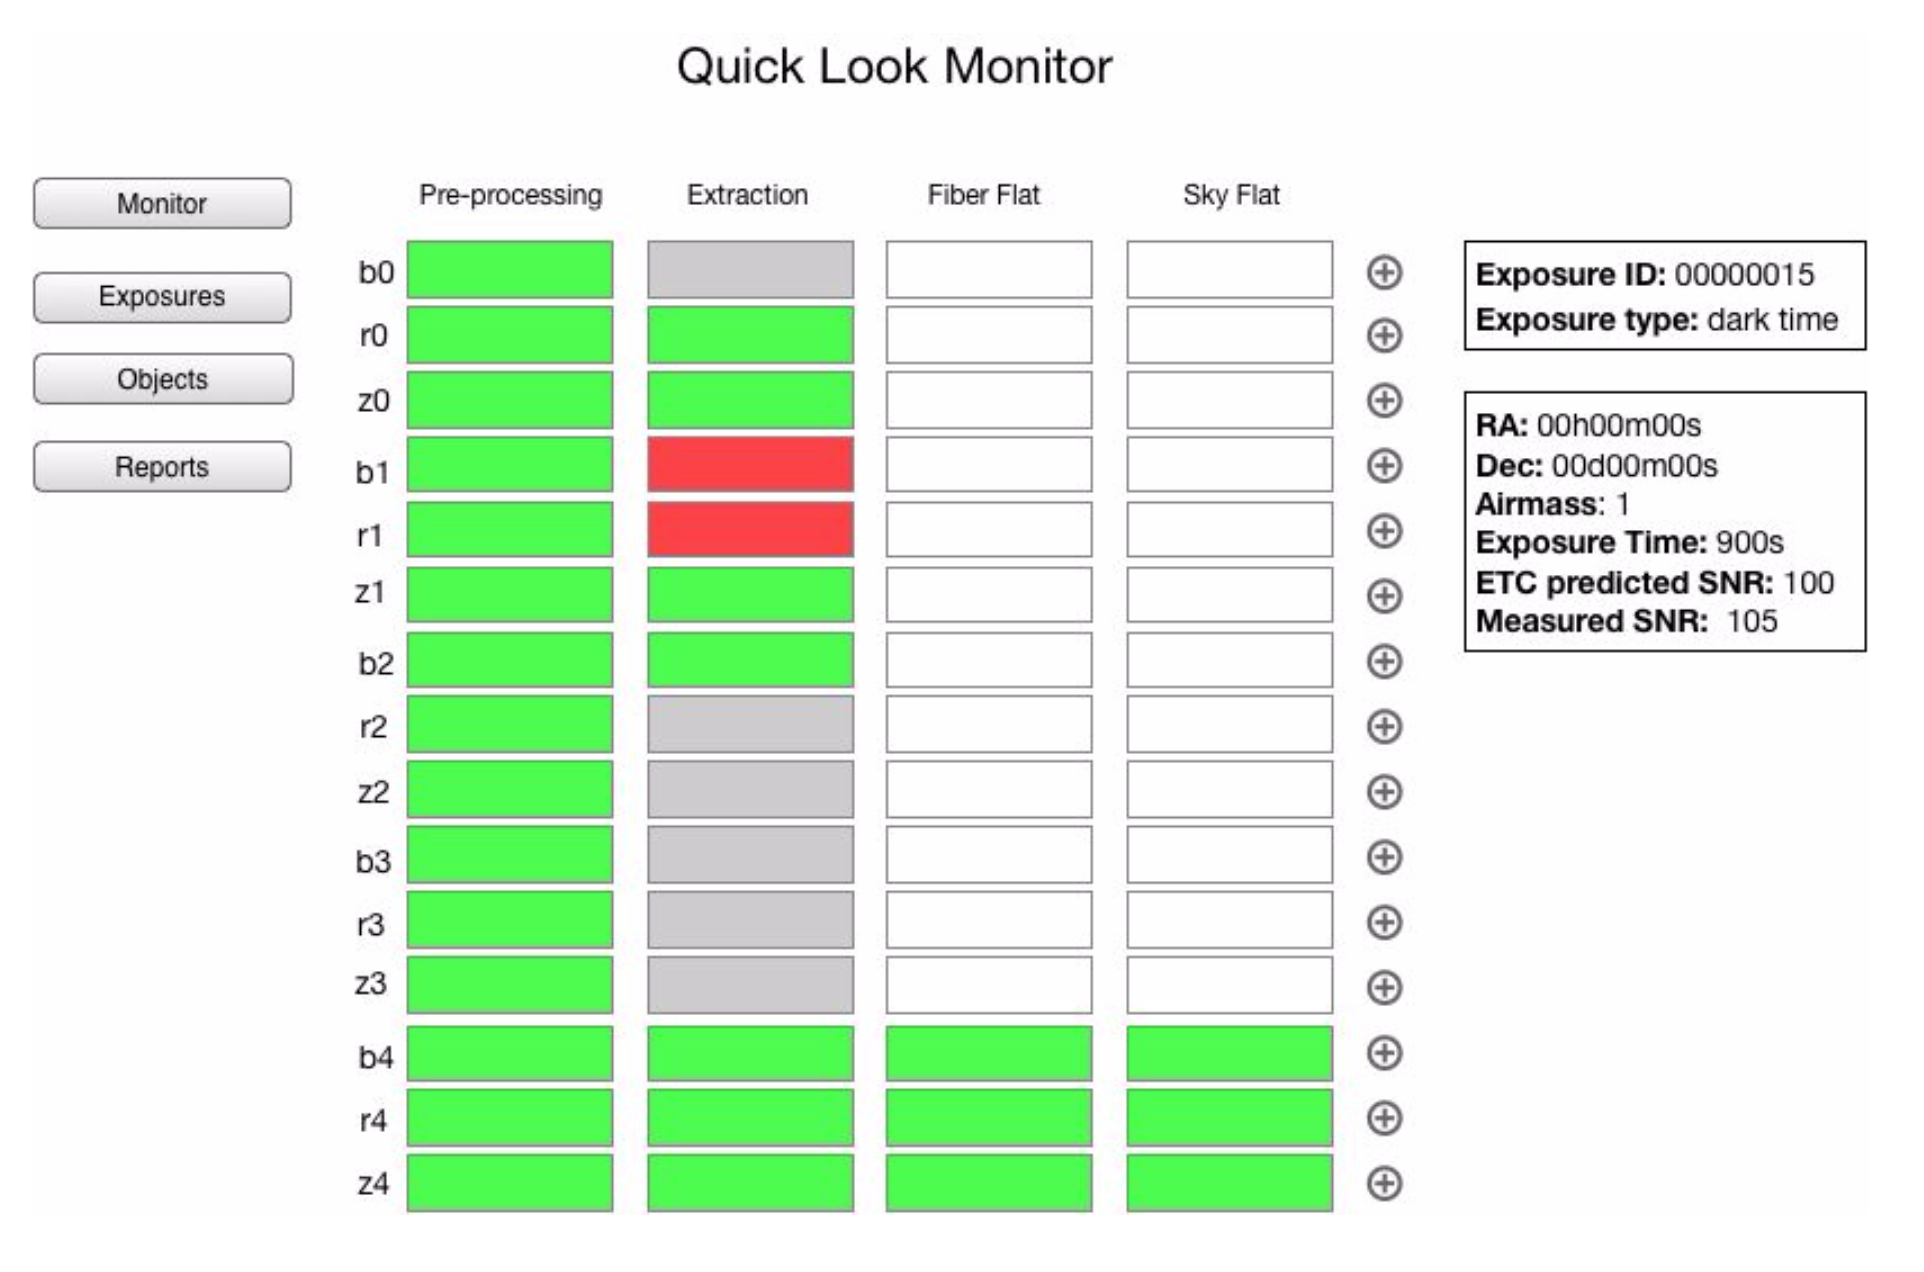 Quick Look Monitor
Monitor
Exposures
Objects
Reports
Pre-processing Extraction Fiber Flat Sky Flat
b0
r0
z0
b1
r1
z1
b2
r2
z2
b3
r3
z3
b4
r4
z4
Exposure ID: 00000015
Exposure type: dark time
RA: 00h00m00s
Dec: 00d00m00s
Airmass: 1
Exposure Time: 900s
ETC predicted SNR: 100
Measured SNR: 105